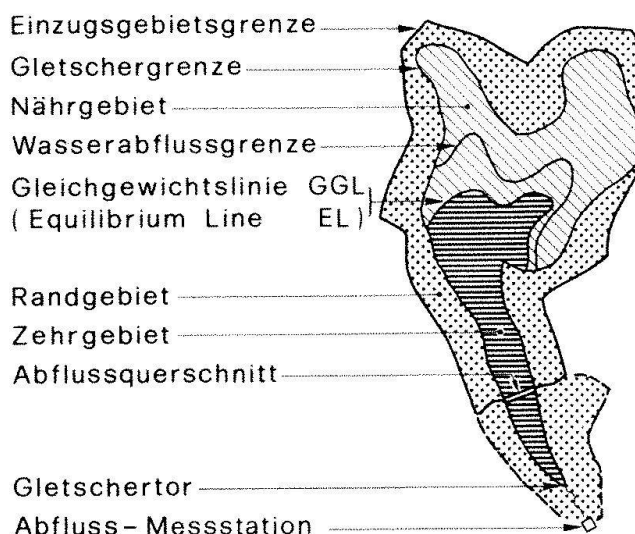 Einzugsgebietsgrenze
Gletschergrenze
Nährgebiet
Wasserabflussgrenze
Gleichgewichtslinie GGL
( Equilibrium Line EL )
Randgebiet
Zehrgebiet
Abflussquerschnitt
Gletschertor
Abfluss – Messstation